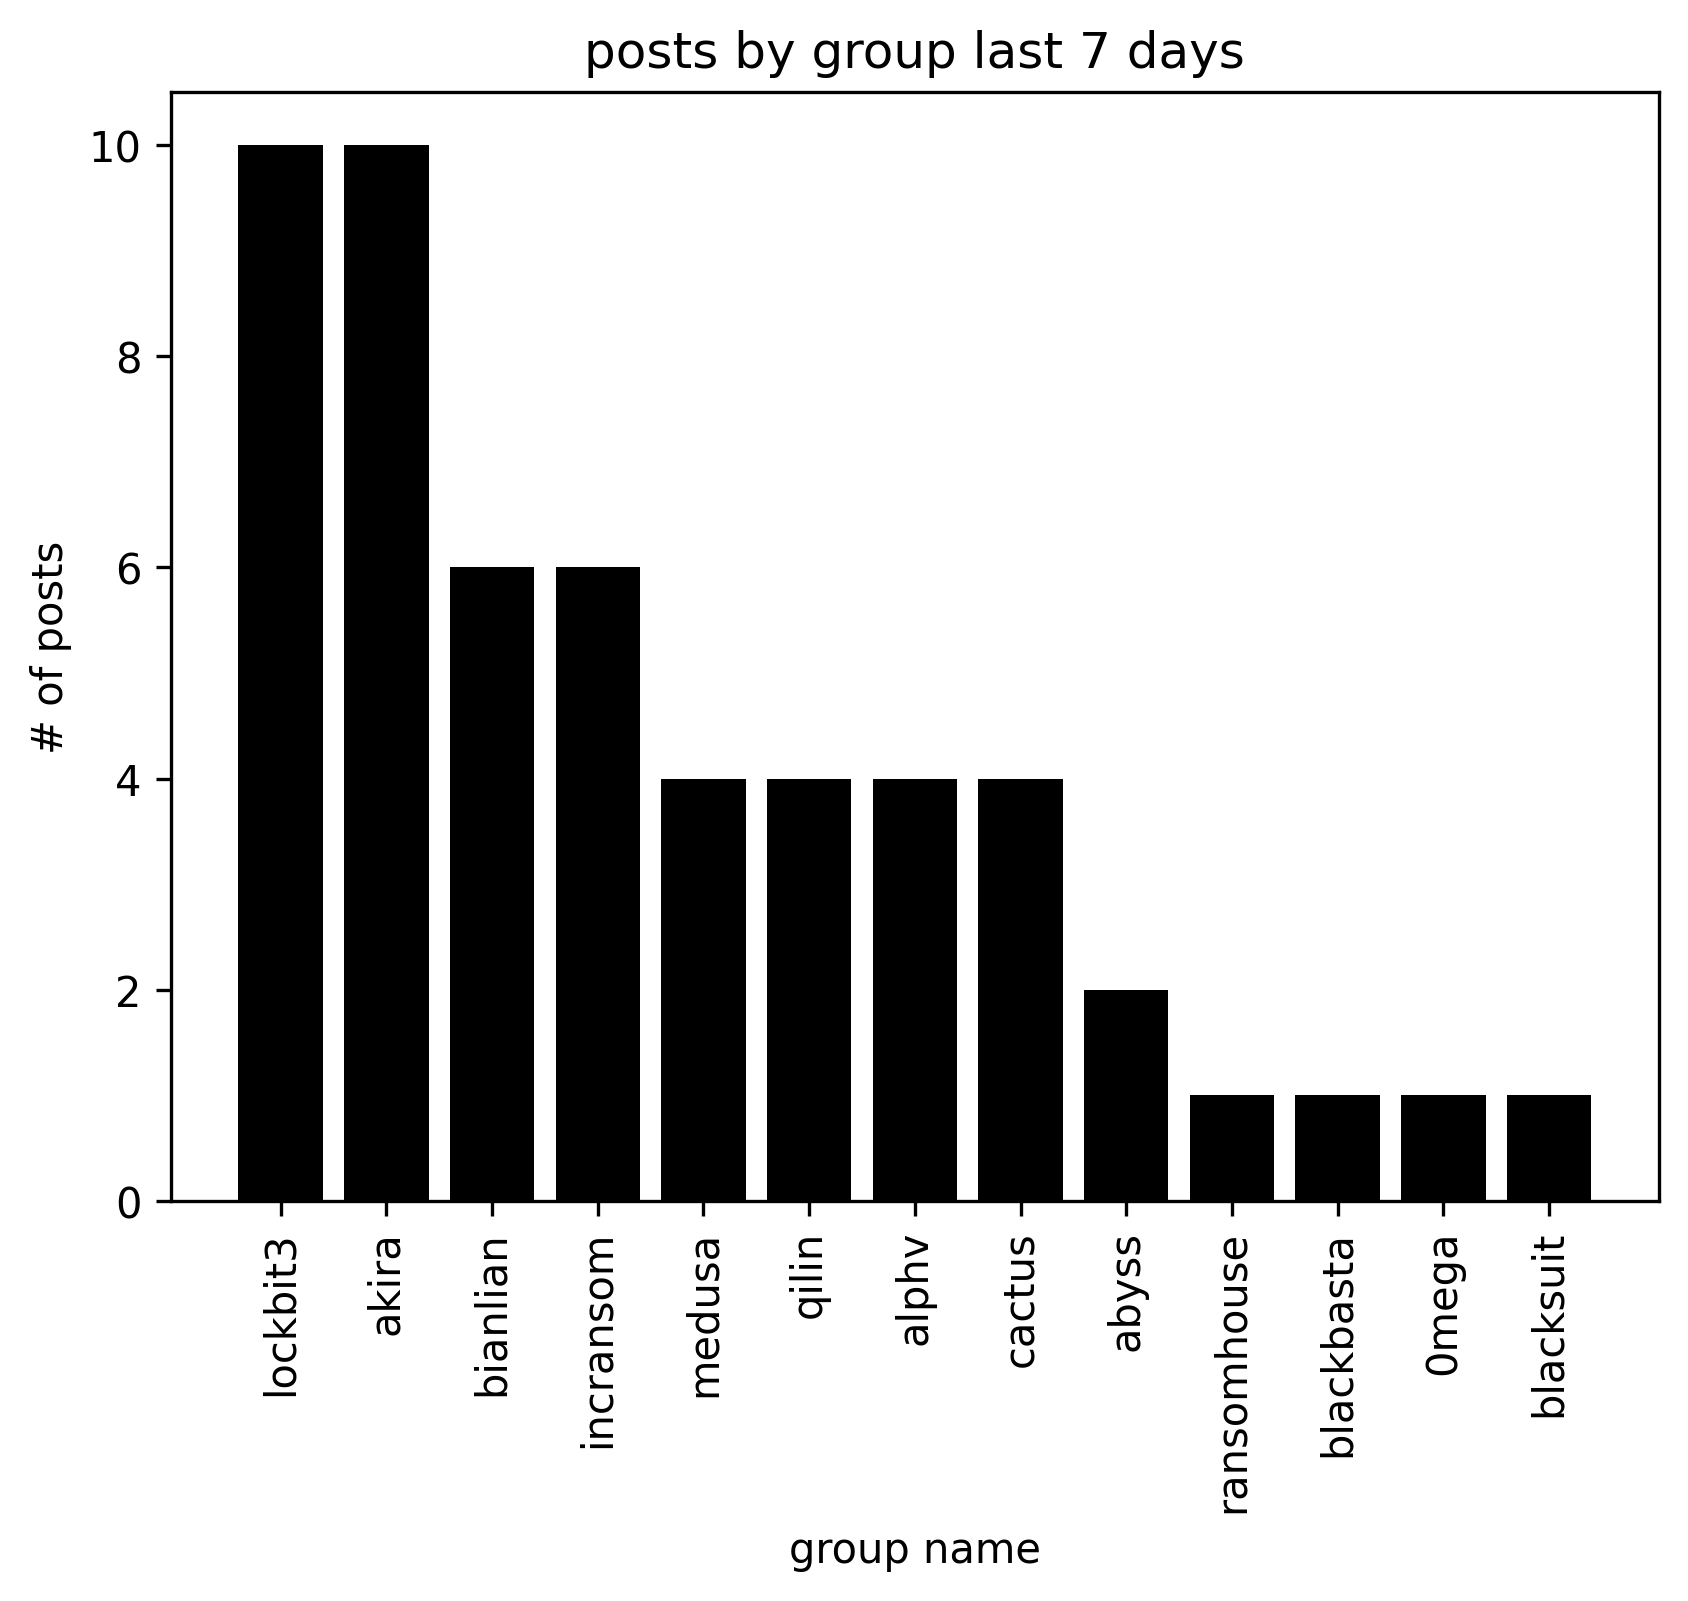 posts by group last 7 days
# of posts
10
8
6
4
2
0
lockbit3
akira
bianlian
incransom
medusa
qilin
alphv
cactus
abyss
ransomhouse
blackbasta
0mega
blacksuit
group name